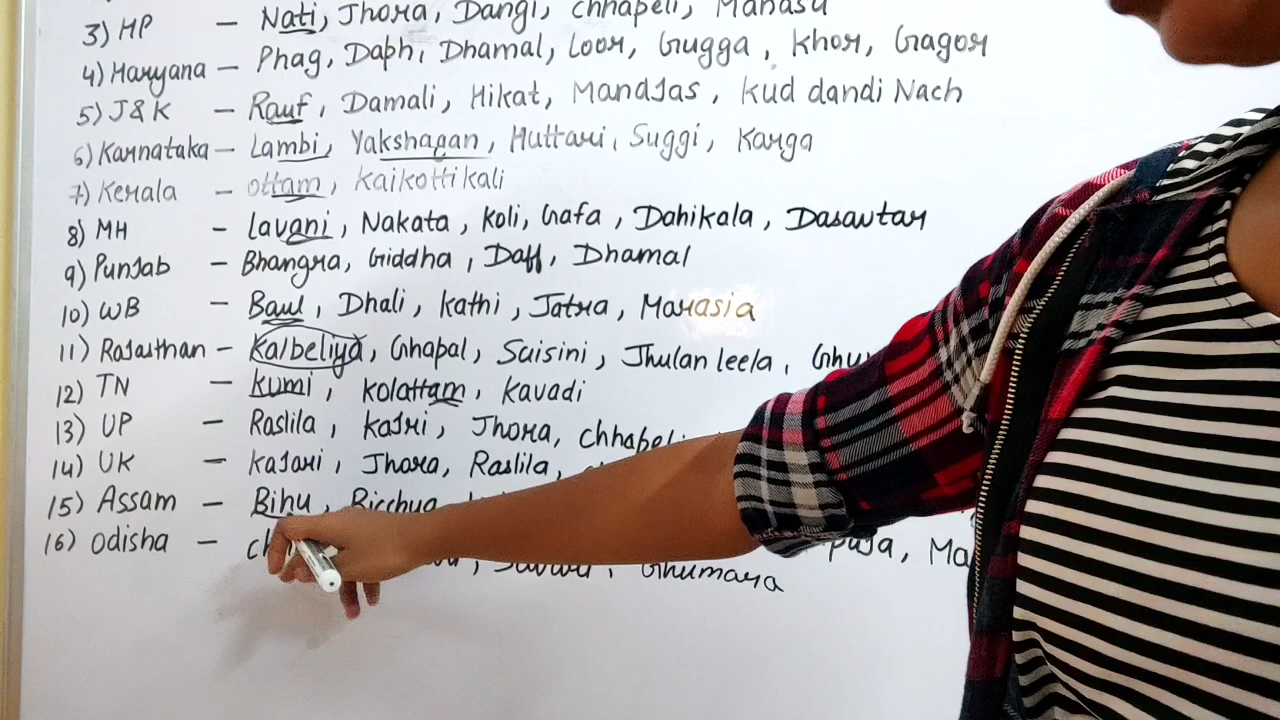 3) HP - Nati, Jhora, Dangi, chhapeli, Mahasu
4) Haryana - Phag, Daph, Dhamal, Loor, Gugga, Khor, Gagor
5) J&K - Rauf, Damali, Hikat, MandJas, Kud dandi Nach
6) Karnataka - Lambi, Yakshagan, Huttari, Suggi, Karga
7) Kerala - Ottam, Kaikottikali
8) MH - Lavani, Nakata, Koli, Gafa, Dahikala, Dasavtar
9) PunJab - Bhangra, Giddha, Daff, Dhamal
10) WB - Baul, Dhali, Kathi, Jatra, Marasia
11) RaJasthan - Kalbeliya, Ghapal, Suisini, Jhulan leela,
12) TN - Kumi, Kolattam, Kavadi
13) UP - Raslila, KaJri, Jhora, chhapeli
14) UK - KaJari, Jhora, Raslila,
15) Assam - Bihu, Bicchua
16) Odisha - Ghumara